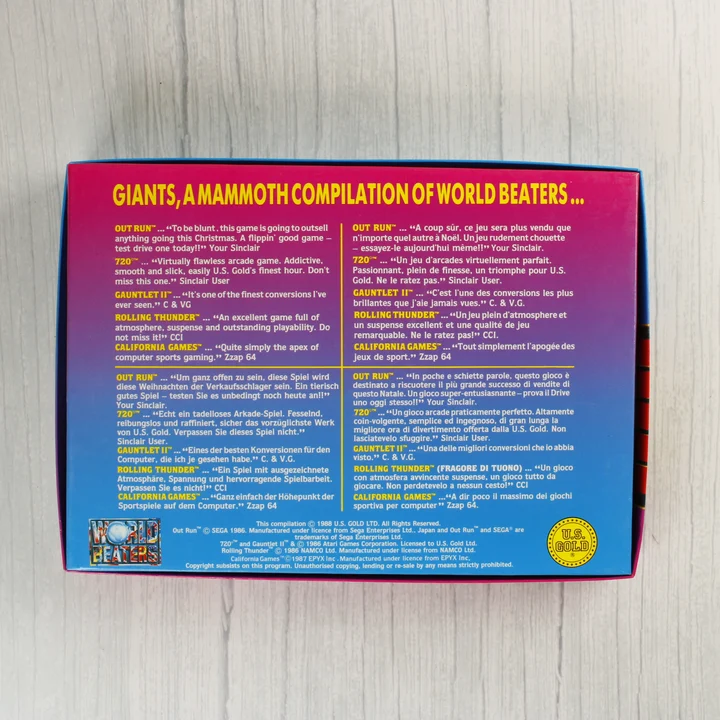 GIANTS, A MAMMOTH COMPILATION OF WORLD BEATERS ...
OUT RUN™ ... “To be blunt, this game is going to outsell
anything going this Christmas. A flippin' good game –
test drive one today!!” Your Sinclair
720°™ ... “Virtually flawless arcade game. Addictive,
smooth and slick, easily U.S. Gold's finest hour. Don't
miss this one.” Sinclair User
GAUNTLET II™ ... “It's one of the finest conversions I've
ever seen.” C & VG
ROLLING THUNDER™ ... “An excellent game full of
atmosphere, suspense and outstanding playability. Do
not miss it!” CCI
CALIFORNIA GAMES™ ... “Quite simply the apex of
computer sports gaming.” Zzap 64
OUT RUN™ ... “A coup sûr, ce jeu sera plus vendu que
n'importe quel autre à Noël. Un jeu rudement chouette
– essayez-le aujourd'hui même!!” Your Sinclair
720°™ ... “Un jeu d'arcades virtuellement parfait.
Passionnant, plein de finesse, un triomphe pour U.S.
Gold. Ne le ratez pas.” Sinclair User.
GAUNTLET II™ ... “C'est l'une des conversions les plus
brillantes que j'aie jamais vues.” C. & V.G.
ROLLING THUNDER™ ... “Un jeu plein d'atmosphère et
un suspense excellent et une qualité de jeu
remarquable. Ne le ratez pas!” CCI.
CALIFORNIA GAMES™ ... “Tout simplement l'apogée des
jeux de sport.” Zzap 64
OUT RUN™ ... “Um ganz offen zu sein, diese Spiel wird
diese Weihnachten der Verkaufsschlager sein. Ein tierisch
gutes Spiel – testen Sie es unbedingt noch heute an!!”
Your Sinclair.
720°™ ... “Echt ein tadelloses Arkade-Spiel. Fesselnd,
reibungslos und raffiniert, sicher das vorzüglichste Werk
von U.S. Gold. Verpassen Sie dieses Spiel nicht.”
Sinclair User.
GAUNTLET II™ ... “Eines der besten Konversionen für den
Computer, die ich je gesehen habe.” C. & V.G.
ROLLING THUNDER™ ... “Ein Spiel mit ausgezeichnete
Atmosphäre, Spannung und hervorragende Spielbarkeit.
Verpassen Sie es nicht!” CCI
CALIFORNIA GAMES™ ... “Ganz einfach der Höhepunkt der
Sportspiele auf dem Computer.” Zzap 64
OUT RUN™ ... “In poche e schiette parole, questo gioco è
destinato a riscuotere il più grande successo di vendite di
questo Natale. Un gioco super-entusiasnante – prova il Drive
uno oggi stesso!!” Your Sinclair.
720°™ ... “Un gioco arcade praticamente perfetto. Altamente
coin-volgente, semplice ed ingegnoso, di gran lunga la
migliore ora di divertimento offerta dalla U.S. Gold. Non
lasciatevelo sfuggire.” Sinclair User.
GAUNTLET II™ ... “Una delle migliori conversioni che io abbia
visto.” C. & V.G.
ROLLING THUNDER™ (FRAGORE DI TUONO) ... “Un gioco
con atmosfera avvincente suspense, un gioco tutto da
giocare. Non perdetevelo a nessun cesto!” CCI
CALIFORNIA GAMES™ ... “A dir poco il massimo dei giochi
sportiva per computer”. Zzap 64.
WORLD
BEATERS
This compilation © 1988 U.S. GOLD LTD. All Rights Reserved.
Out Run™ © SEGA 1986. Manufactured under licence from Sega Enterprises Ltd., Japan and Out Run™ and SEGA® are
trademarks of Sega Enterprises Ltd.
720°™ and Gauntlet II™ & © 1986 Atari Games Corporation. Licensed to U.S. Gold Ltd.
Rolling Thunder™ © 1986 NAMCO Ltd. Manufactured under license from NAMCO Ltd.
California Games™ ©1987 EPYX Inc. Manufactured under license from EPYX Inc.
Copyright subsists on this program. Unauthorised copying, lending or re-sele by any means strictly prohibited.
U.S.
GOLD
®